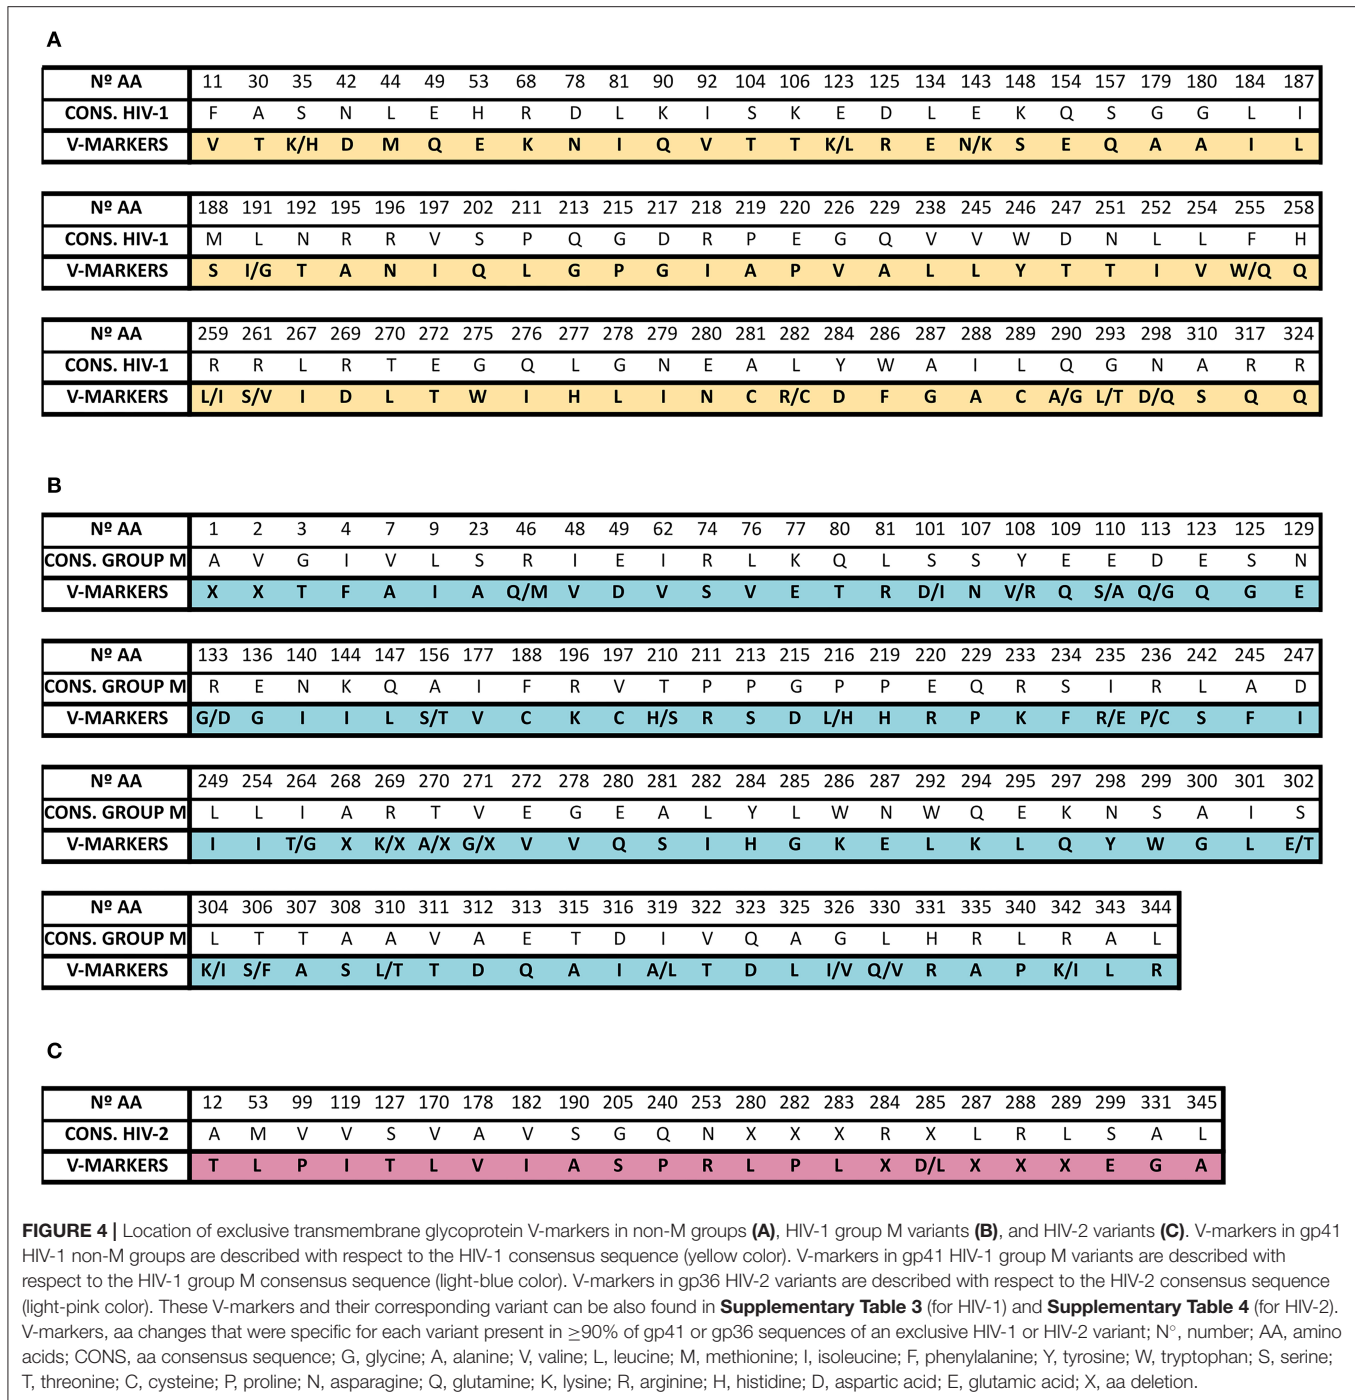 A
Nº AA 11 30 35 42 44 49 53 68 78 81 90 92 104 106 123 125 134 143 148 154 157 179 180 184 187
CONS. HIV-1 F A S N L E H R D L K I S K E D L E K Q S G G L I
V-MARKERS V T K/H D M Q E K N I Q V T T K/L R E N/K S E Q A A I L
Nº AA 188 191 192 195 196 197 202 211 213 215 217 218 219 220 226 229 238 245 246 247 251 252 254 255 258
CONS. HIV-1 M L N R R V S P Q G D R P E G Q V V W D N L L F H
V-MARKERS S I/G T A N I Q L G P G I A P V A L L Y T T I V W/Q Q
Nº AA 259 261 267 269 270 272 275 276 277 278 279 280 281 282 284 286 287 288 289 290 293 298 310 317 324
CONS. HIV-1 R R L R T E G Q L G N E A L Y W A I L Q G N A R R
V-MARKERS L/I S/V I D L T W I H L I N C R/C D F G A C A/G L/T D/Q S Q Q
B
Nº AA 1 2 3 4 7 9 23 46 48 49 62 74 76 77 80 81 101 107 108 109 110 113 123 125 129
CONS. GROUP M A V G I V L S R I E I R L K Q L S S Y E E D E S N
V-MARKERS X X T F A I A Q/M V D V S V E T R D/I N V/R Q S/A Q/G Q G E
Nº AA 133 136 140 144 147 156 177 188 196 197 210 211 213 215 216 219 220 229 233 234 235 236 242 245 247
CONS. GROUP M R E N K Q A I F R V T P P G P P E Q R S I R L A D
V-MARKERS G/D G I I L S/T V C K C H/S R S D L/H H R P K F R/E P/C S F I
Nº AA 249 254 264 268 269 270 271 272 278 280 281 282 284 285 286 287 292 294 295 297 298 299 300 301 302
CONS. GROUP M L L I A R T V E G E A L Y L W N W Q E K N S A I S
V-MARKERS I I T/G X K/X A/X G/X V V Q S I H G K E L K L Q Y W G L E/T
Nº AA 304 306 307 308 310 311 312 313 315 316 319 322 323 325 326 330 331 335 340 342 343 344
CONS. GROUP M L T T A A V A E T D I V Q A G L H R L R A L
V-MARKERS K/I S/F A S L/T T D Q A I A/L T D L I/V Q/V R A P K/I L R
C
Nº AA 12 53 99 119 127 170 178 182 190 205 240 253 280 282 283 284 285 287 288 289 299 331 345
CONS. HIV-2 A M V V S V A V S G Q N X X X R X L R L S A L
V-MARKERS T L P I T L V I A S P R L P L X D/L X X X E G A
FIGURE 4 | Location of exclusive transmembrane glycoprotein V-markers in non-M groups (A), HIV-1 group M variants (B), and HIV-2 variants (C). V-markers in gp41
HIV-1 non-M groups are described with respect to the HIV-1 consensus sequence (yellow color). V-markers in gp41 HIV-1 group M variants are described with
respect to the HIV-1 group M consensus sequence (light-blue color). V-markers in gp36 HIV-2 variants are described with respect to the HIV-2 consensus sequence
(light-pink color). These V-markers and their corresponding variant can be also found in Supplementary Table 3 (for HIV-1) and Supplementary Table 4 (for HIV-2).
V-markers, aa changes that were specific for each variant present in ≥90% of gp41 or gp36 sequences of an exclusive HIV-1 or HIV-2 variant; N°, number; AA, amino
acids; CONS, aa consensus sequence; G, glycine; A, alanine; V, valine; L, leucine; M, methionine; I, isoleucine; F, phenylalanine; Y, tyrosine; W, tryptophan; S, serine;
T, threonine; C, cysteine; P, proline; N, asparagine; Q, glutamine; K, lysine; R, arginine; H, histidine; D, aspartic acid; E, glutamic acid; X, aa deletion.